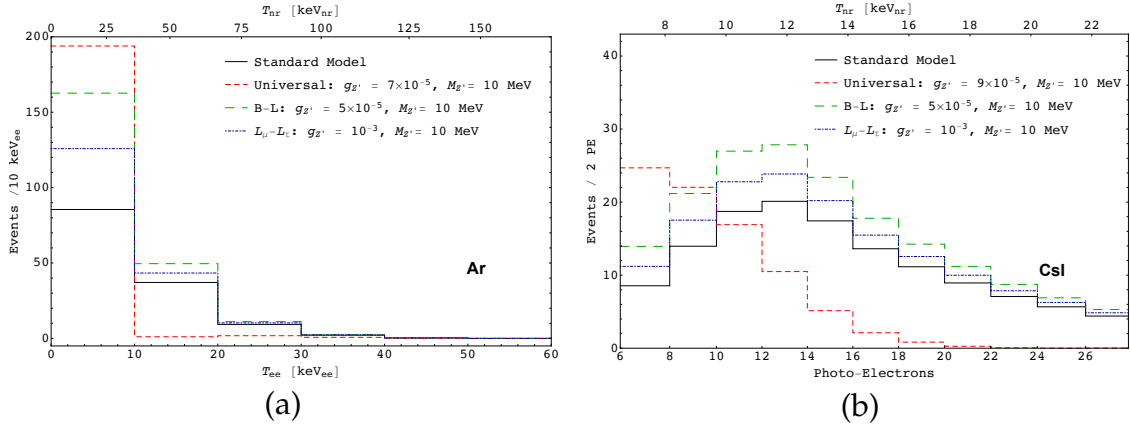 T_nr [keV_nr]
0 50 100 150
200
150
100
50
0
Events /10 keV_ee
Standard Model
Universal: g_Z' = 7×10^-5, M_Z' = 10 MeV
B-L: g_Z' = 5×10^-5, M_Z' = 10 MeV
L_μ-L_τ: g_Z' = 10^-3, M_Z' = 10 MeV
Ar
0 10 20 30 40 50 60
T_ee [keV_ee]
(a)
T_nr [keV_nr]
8 10 12 14 16 18 20 22
40
30
20
10
0
Events / 2 PE
Standard Model
Universal: g_Z' = 9×10^-5, M_Z' = 10 MeV
B-L: g_Z' = 5×10^-5, M_Z' = 10 MeV
L_μ-L_τ: g_Z' = 10^-3, M_Z' = 10 MeV
CsI
6 8 10 12 14 16 18 20 22 24 26
Photo-Electrons
(b)